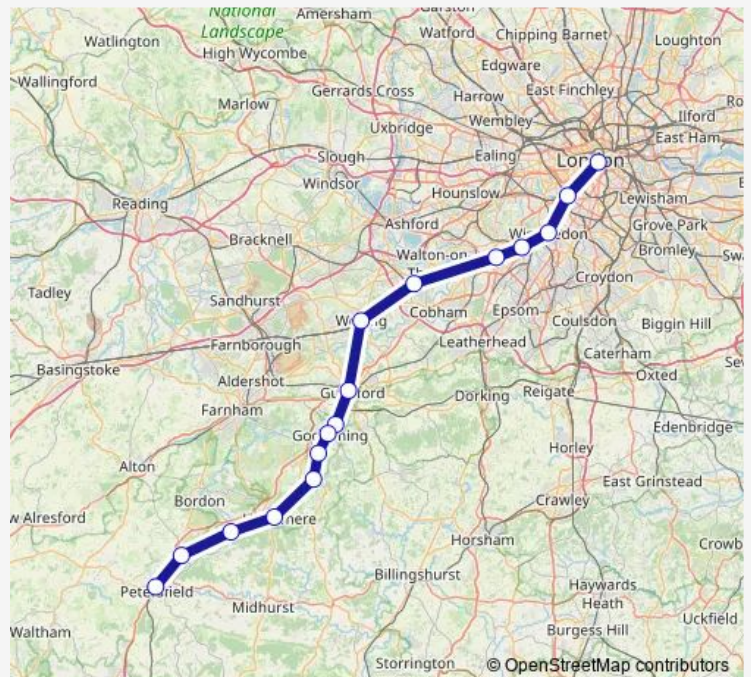 National
Landscape
Amersham
Watford
Chipping Barnet
Loughton
Watlington
High Wycombe
Edgware
Wallingford
Gerrards Cross
Harrow
East Finchley
Marlow
Wembley
Ilford
Uxbridge
East Ham
Slough
Ealing
Windsor
Hounslow
Lewisham
Reading
Ashford
Grove Park
Bracknell
Walton-on
Bromley
Croydon
Tadley
Sandhurst
Cobham
Epsom
Coulsdon
Biggin Hill
Farnborough
Leatherhead
Caterham
Basingstoke
Aldershot
Oxted
Farnham
Dorking
Reigate
Edenbridge
Alton
Horley
East Grinstead
Bordon
Crawley
w Alresford
Horsham
Crowb
Billingshurst
Haywards
Heath
Midhurst
Uckfield
Waltham
Burgess Hill
Storrington
© OpenStreetMap contributors